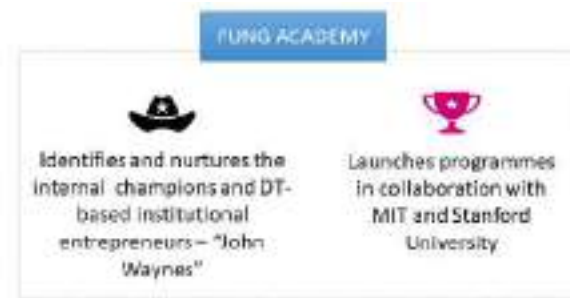 FUNG ACADEMY
Identifies and nurtures the
internal champions and DT-
based institutional
entrepreneurs – "John
Waynes"
Launches programmes
in collaboration with
MIT and Stanford
University